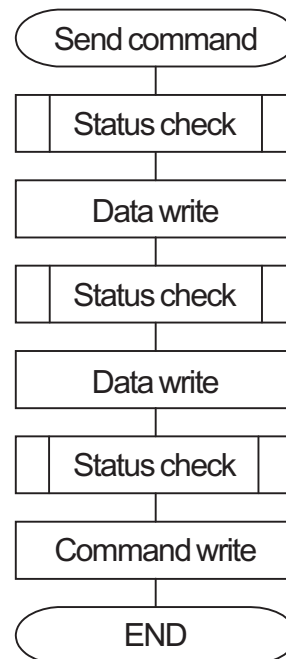 Send command
Status check
Data write
Status check
Data write
Status check
Command write
END